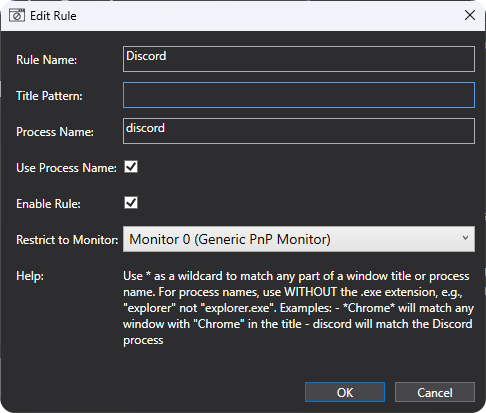 Edit Rule
Rule Name:
Discord
Title Pattern:
Process Name:
discord
Use Process Name:
Enable Rule:
Restrict to Monitor:
Monitor 0 (Generic PnP Monitor)
Help:
Use * as a wildcard to match any part of a window title or process
name. For process names, use WITHOUT the .exe extension, e.g.,
"explorer" not "explorer.exe". Examples: - *Chrome* will match any
window with "Chrome" in the title - discord will match the Discord
process
OK
Cancel